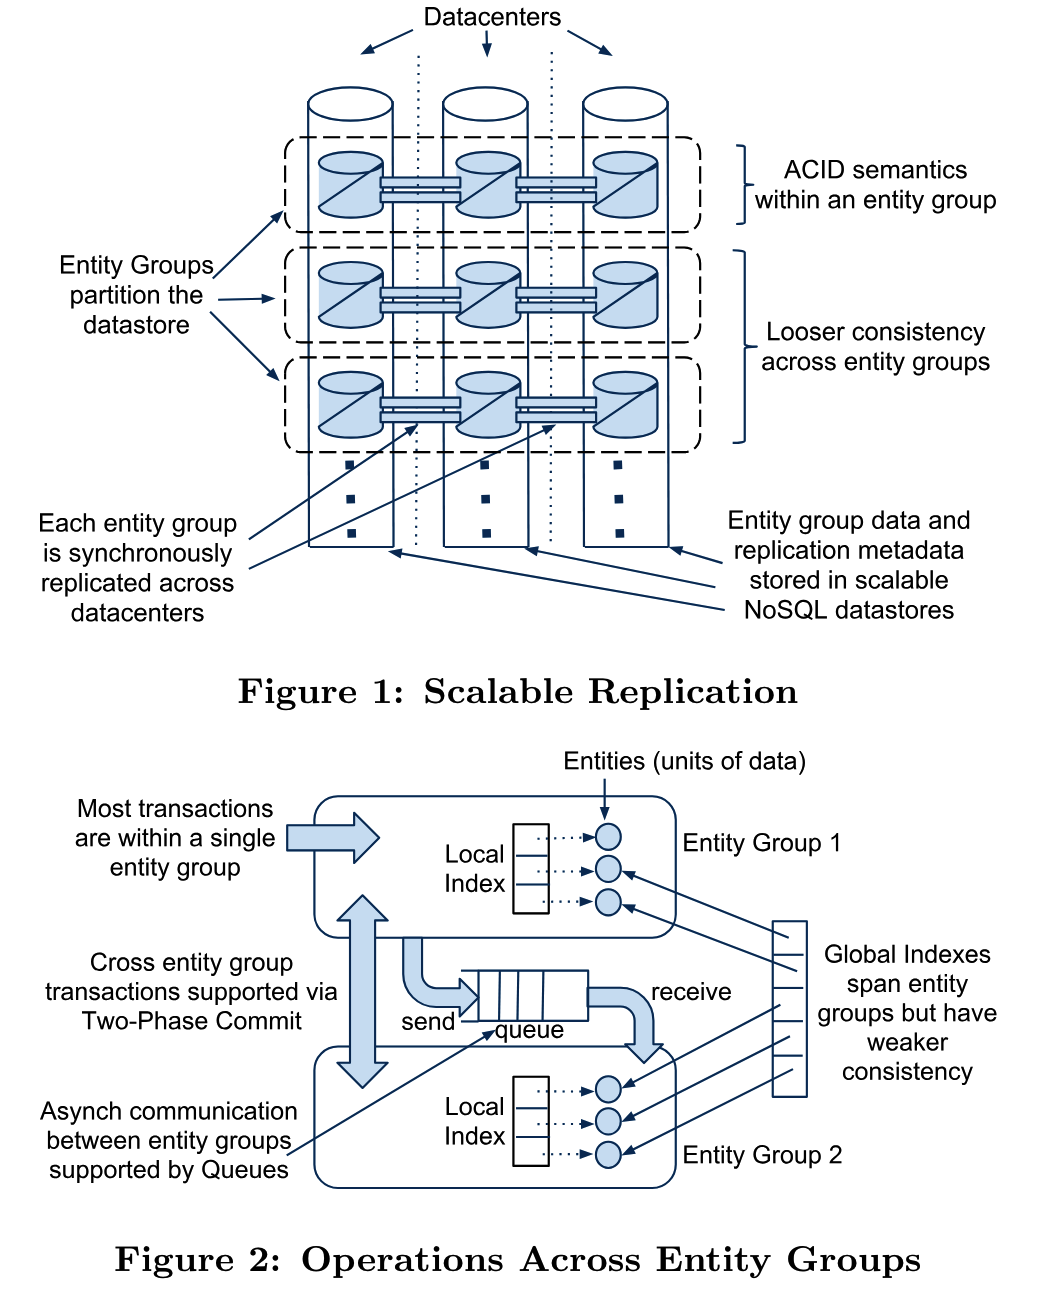 Datacenters
ACID semantics
within an entity group
Entity Groups
partition the
datastore
Looser consistency
across entity groups
Each entity group
is synchronously
replicated across
datacenters
Entity group data and
replication metadata
stored in scalable
NoSQL datastores
Figure 1: Scalable Replication
Entities (units of data)
Most transactions
are within a single
entity group
Local
Index
Entity Group 1
Cross entity group
transactions supported via
Two-Phase Commit
send
queue
receive
Global Indexes
span entity
groups but have
weaker
consistency
Asynch communication
between entity groups
supported by Queues
Local
Index
Entity Group 2
Figure 2: Operations Across Entity Groups